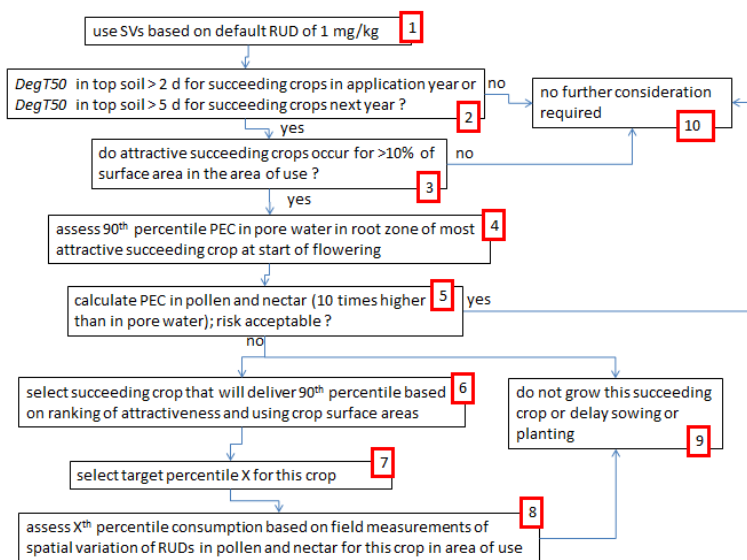 use SVs based on default RUD of 1 mg/kg
1
DegT50 in top soil > 2 d for succeeding crops in application year or
DegT50 in top soil > 5 d for succeeding crops next year ?
2
no
no further consideration
required
10
yes
do attractive succeeding crops occur for >10% of
surface area in the area of use ?
3
no
yes
assess 90th percentile PEC in pore water in root zone of most
attractive succeeding crop at start of flowering
4
calculate PEC in pollen and nectar (10 times higher
than in pore water); risk acceptable ?
5
yes
no
select succeeding crop that will deliver 90th percentile based
on ranking of attractiveness and using crop surface areas
6
do not grow this succeeding
crop or delay sowing or
planting
9
select target percentile X for this crop
7
assess Xth percentile consumption based on field measurements of
spatial variation of RUDs in pollen and nectar for this crop in area of use
8